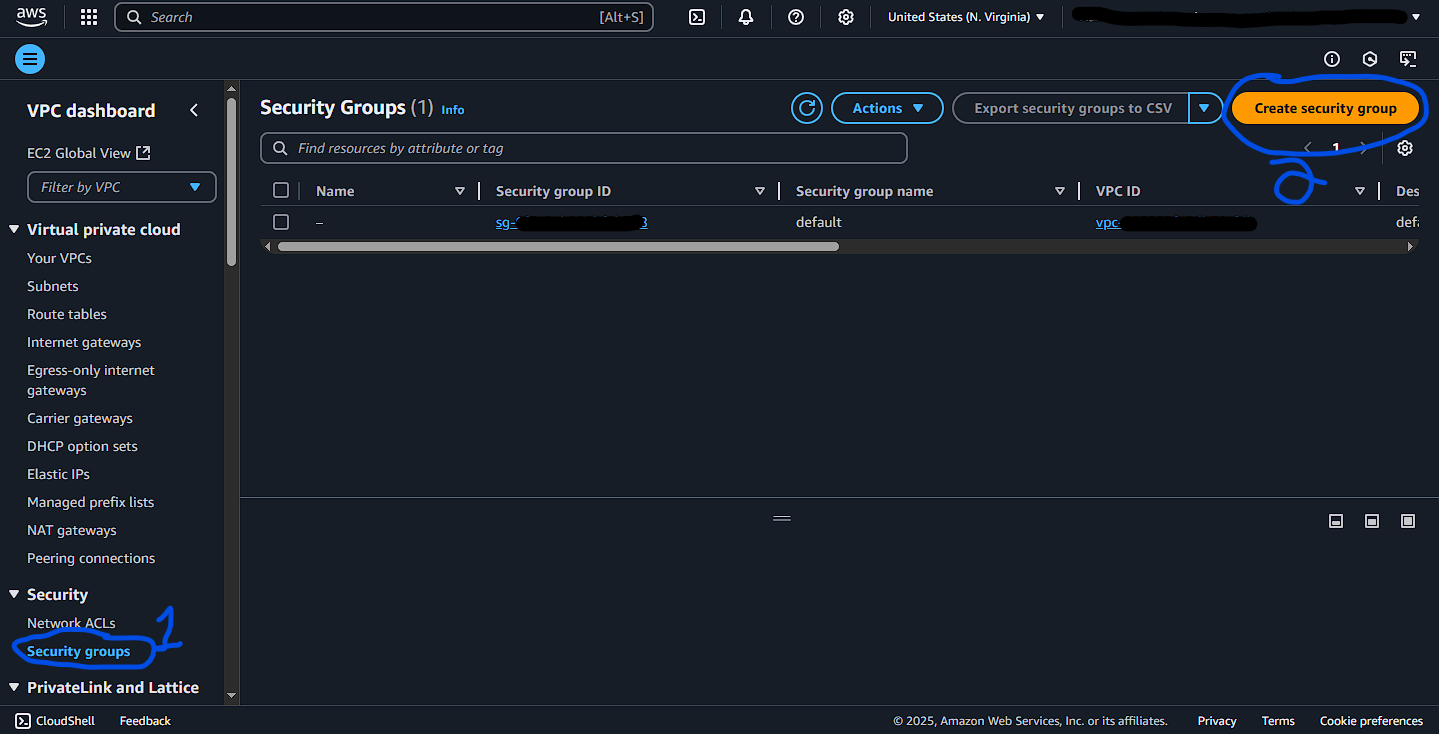 aws
Search [Alt+S]
United States (N. Virginia)
VPC dashboard
EC2 Global View
Filter by VPC
Virtual private cloud
Your VPCs
Subnets
Route tables
Internet gateways
Egress-only internet
gateways
Carrier gateways
DHCP option sets
Elastic IPs
Managed prefix lists
NAT gateways
Peering connections
Security
Network ACLs
1
Security groups
PrivateLink and Lattice
Security Groups (1) Info
Actions
Export security groups to CSV
Create security group
Find resources by attribute or tag
1
2
Name Security group ID Security group name VPC ID Des
– sg- 3 default vpc- defa
CloudShell Feedback
© 2025, Amazon Web Services, Inc. or its affiliates. Privacy Terms Cookie preferences